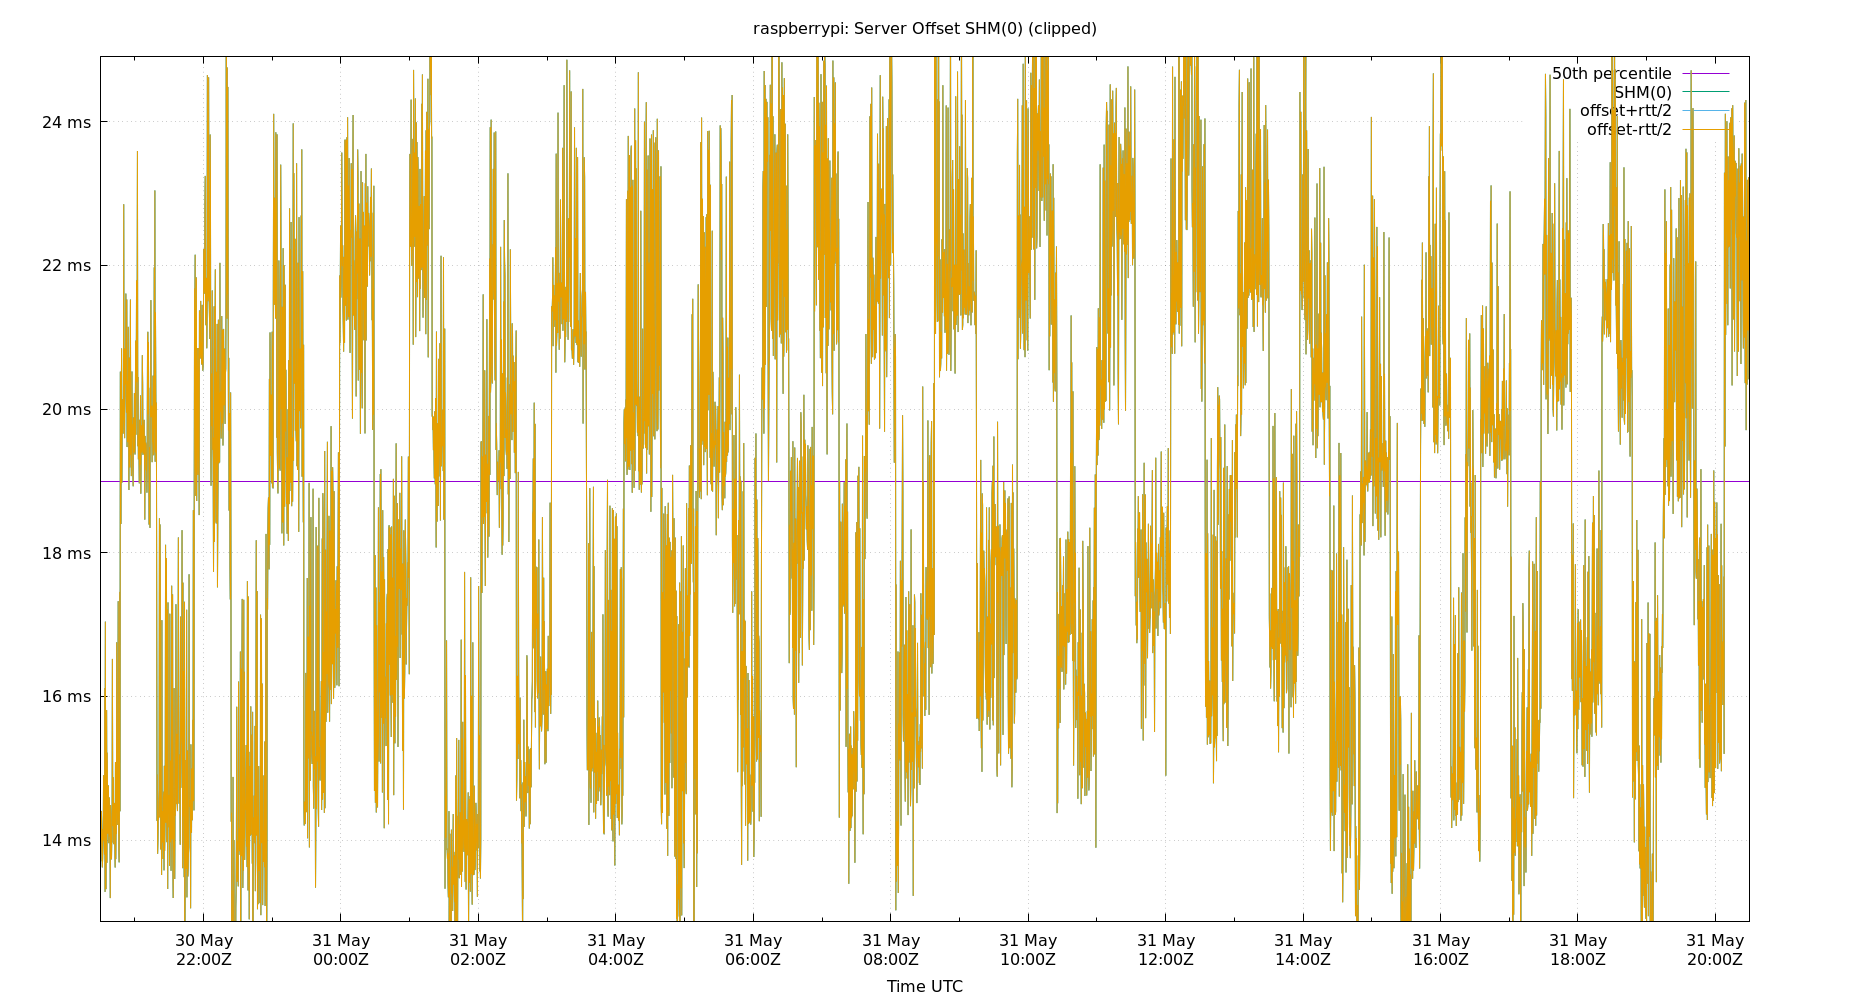 raspberrypi: Server Offset SHM(0) (clipped)
50th percentile
SHM(0)
offset+rtt/2
offset-rtt/2
24 ms
22 ms
20 ms
18 ms
16 ms
14 ms
30 May 31 May 31 May 31 May 31 May 31 May 31 May 31 May 31 May 31 May 31 May 31 May
22:00Z 00:00Z 02:00Z 04:00Z 06:00Z 08:00Z 10:00Z 12:00Z 14:00Z 16:00Z 18:00Z 20:00Z
Time UTC